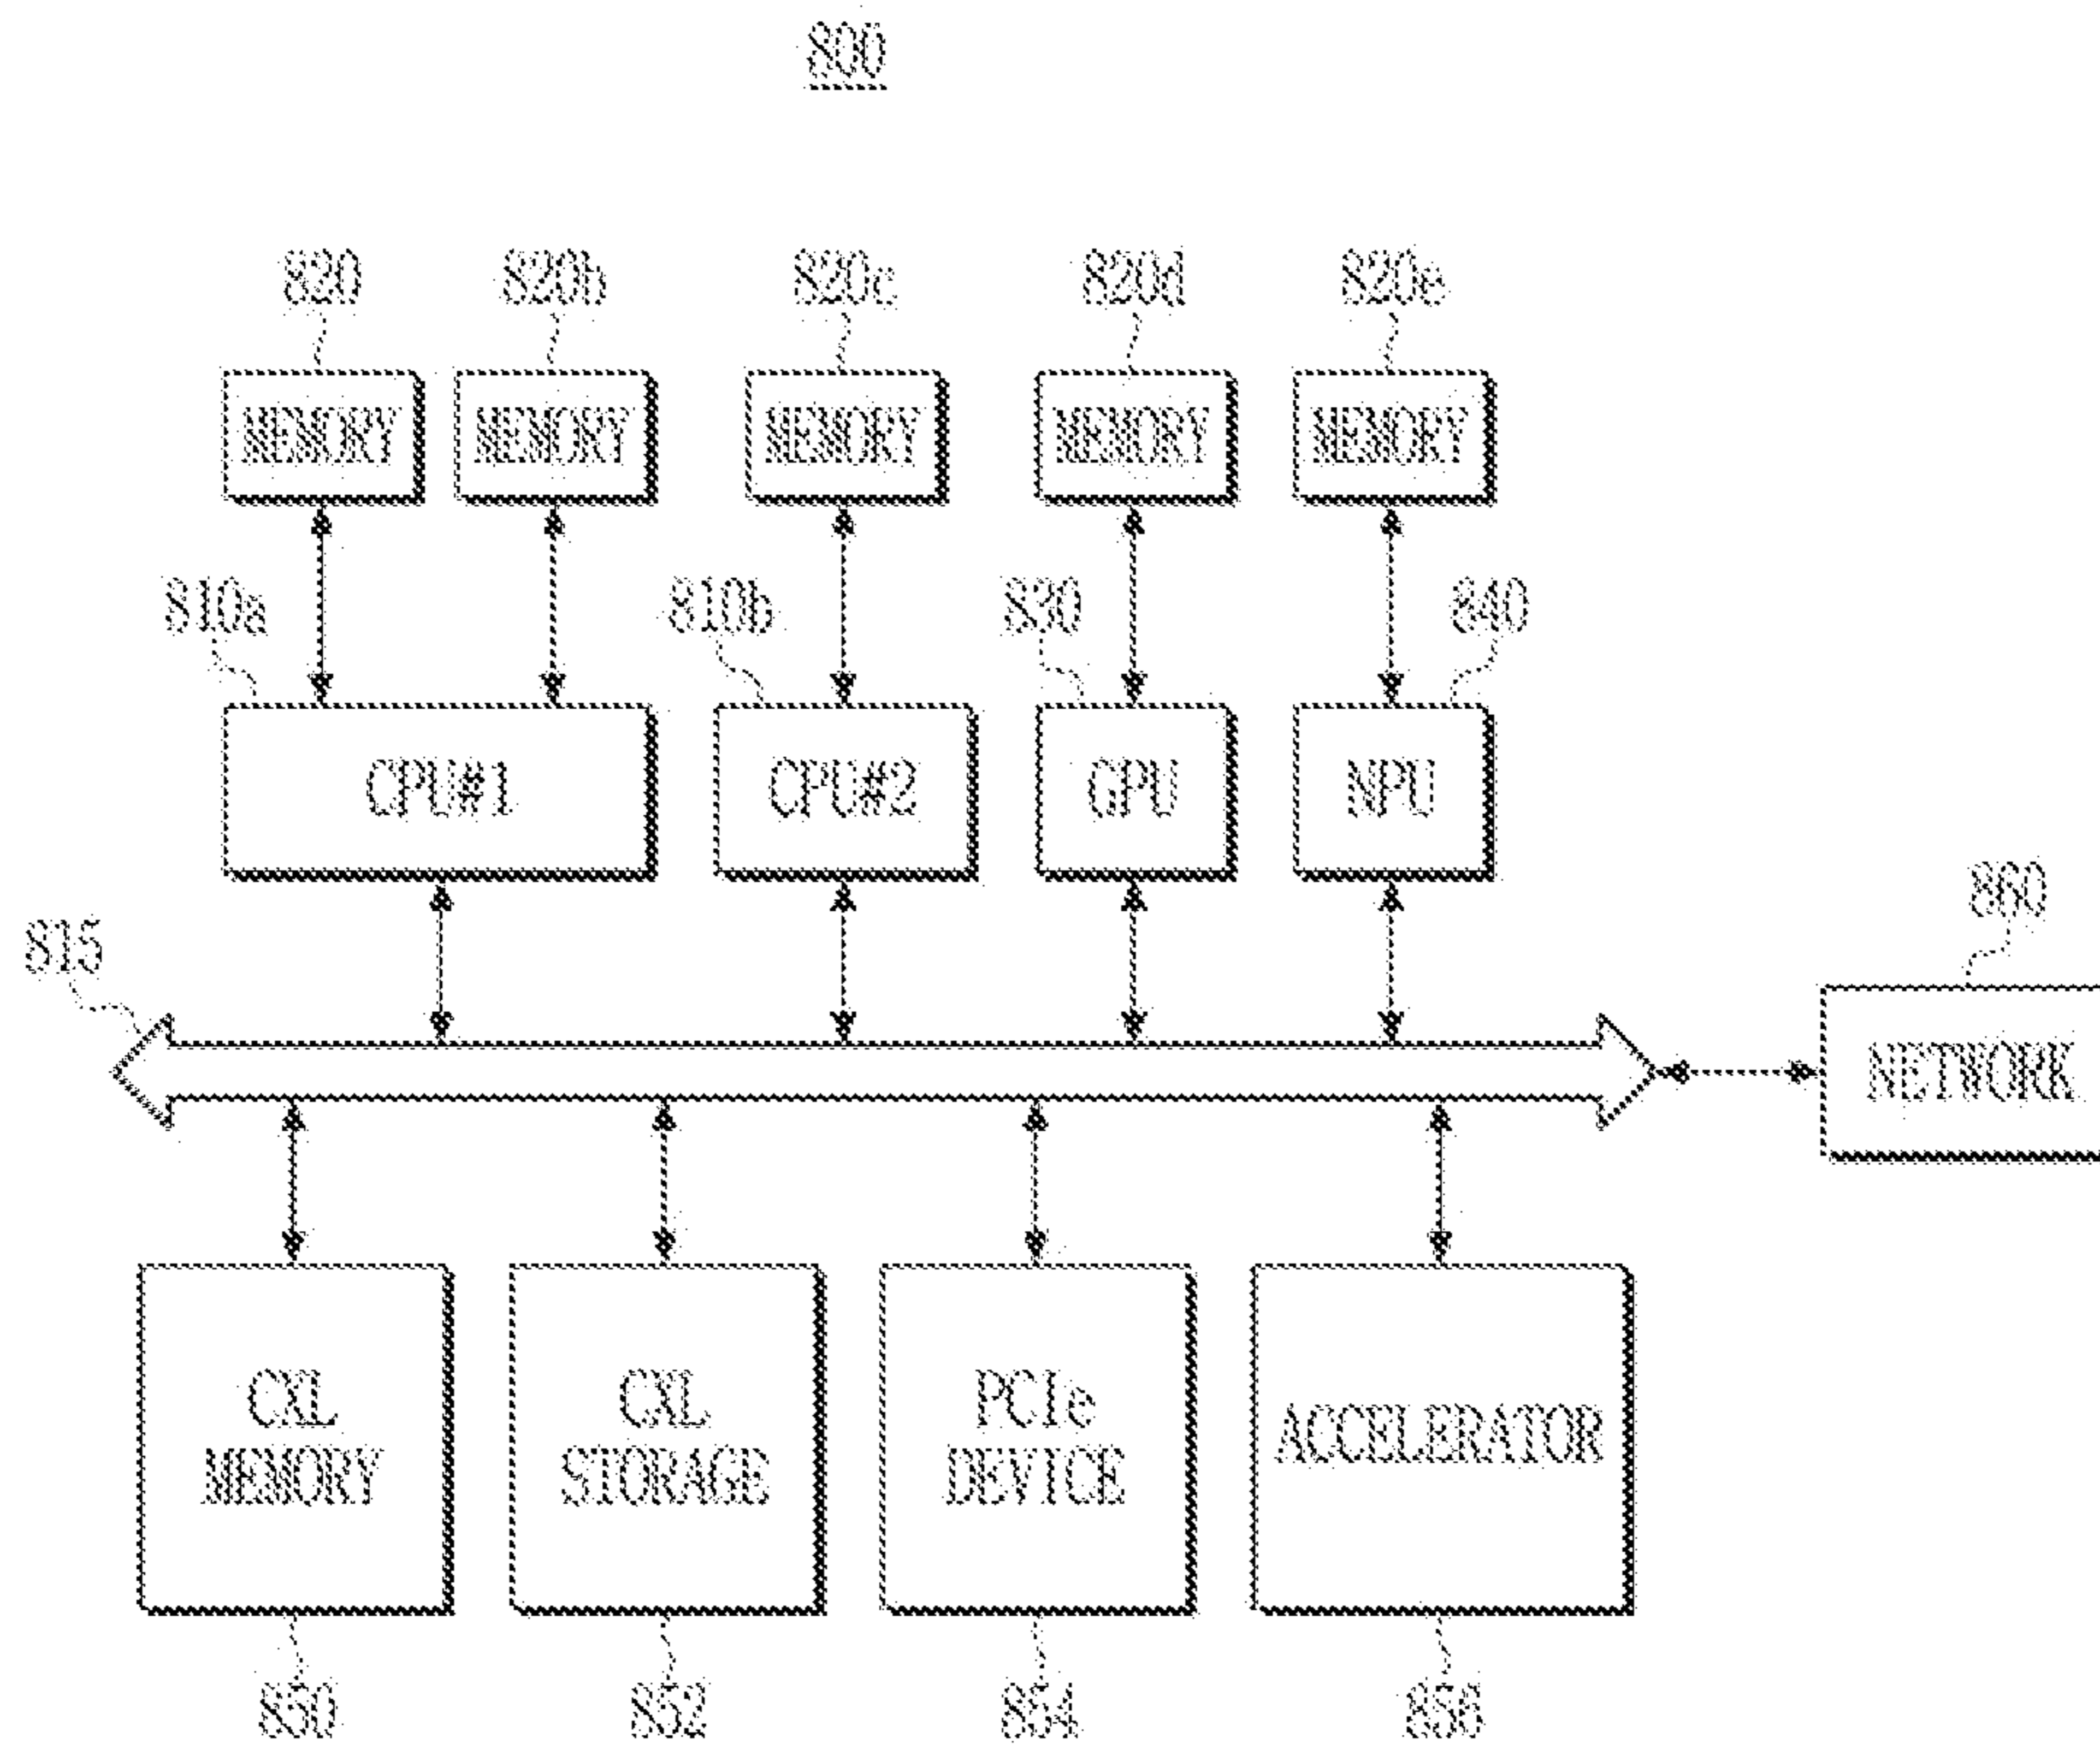 800
820
820b
820c
820d
820e
MEMORY
MEMORY
MEMORY
MEMORY
MEMORY
810a
810b
830
840
CPU#1
CPU#2
GPU
NPU
815
860
NETWORK
CXL
MEMORY
CXL
STORAGE
PCIe
DEVICE
ACCELERATOR
850
852
854
856